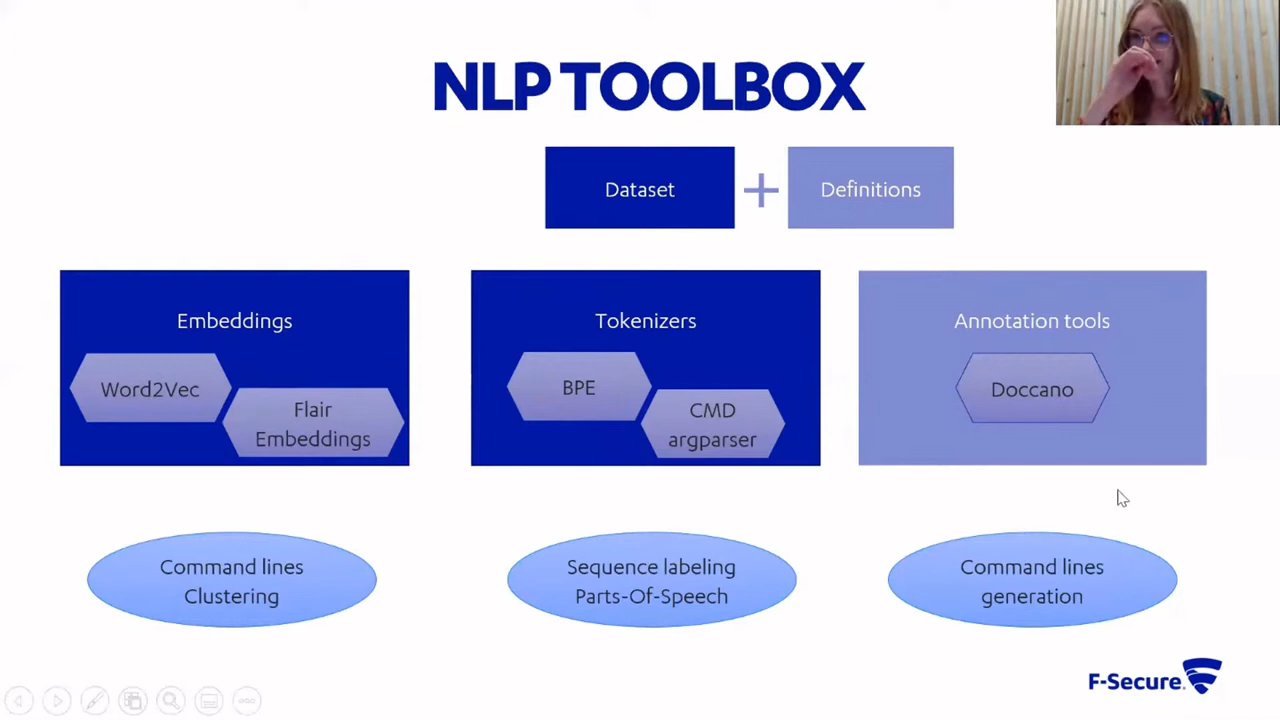 NLP TOOLBOX
Dataset
+
Definitions
Embeddings
Word2Vec
Flair
Embeddings
Tokenizers
BPE
CMD
argparser
Annotation tools
Doccano
Command lines
Clustering
Sequence labeling
Parts-Of-Speech
Command lines
generation
F-Secure.